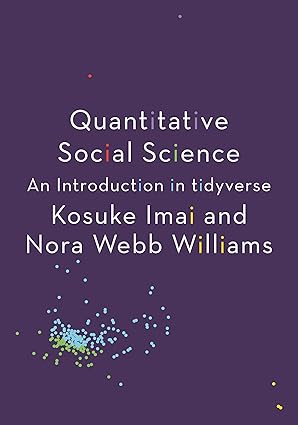 Quantitative
Social Science
An Introduction in tidyverse
Kosuke Imai and
Nora Webb Williams